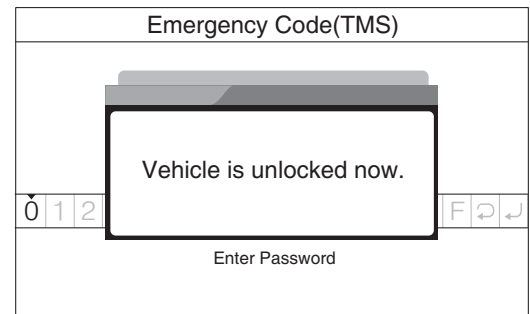 Emergency Code(TMS)
Vehicle is unlocked now.
0 1 2 F
Enter Password